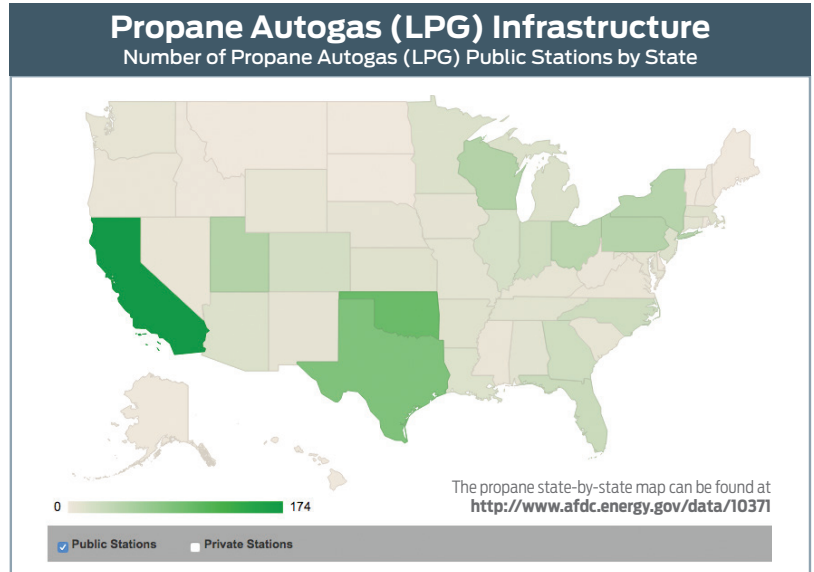 Propane Autogas (LPG) Infrastructure
Number of Propane Autogas (LPG) Public Stations by State
The propane state-by-state map can be found at
http://www.afdc.energy.gov/data/10371
0 174
Public Stations Private Stations